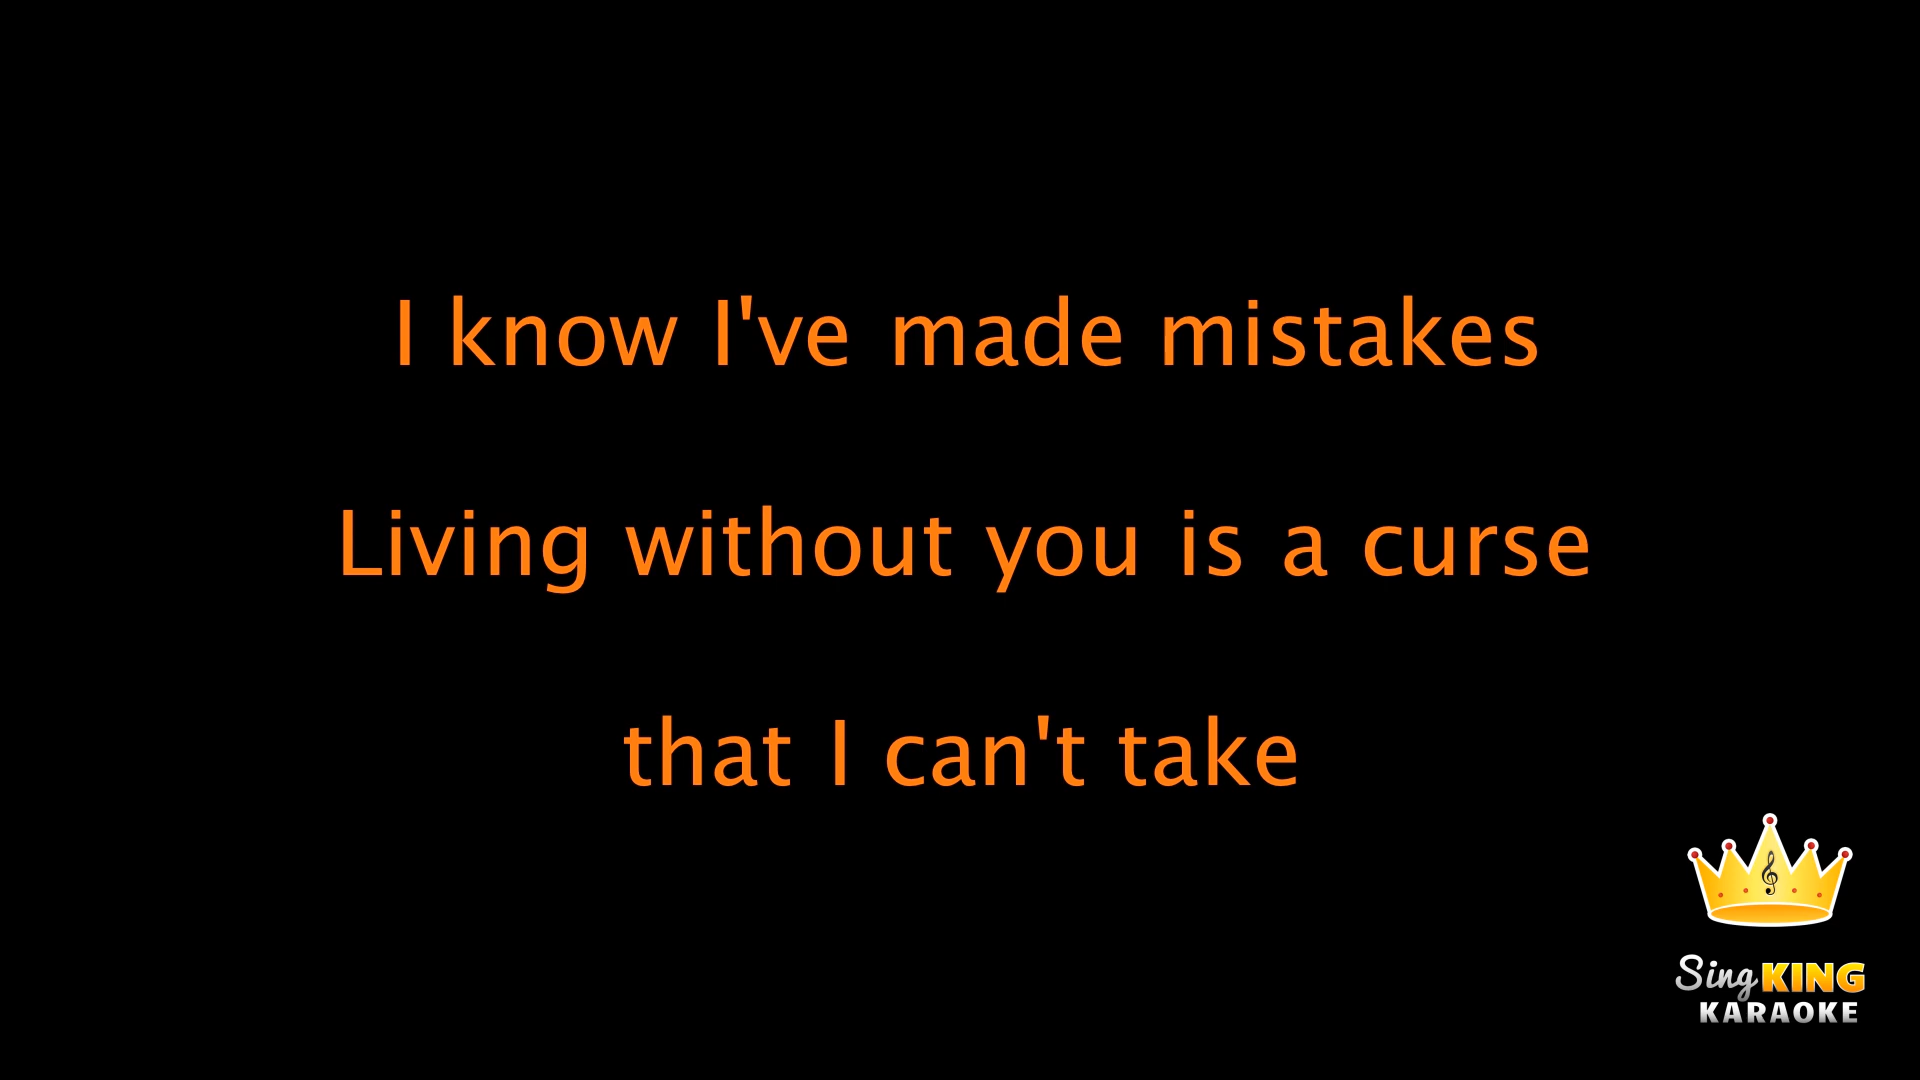 I know I've made mistakes
Living without you is a curse
that I can't take
Sing KING
KARAOKE